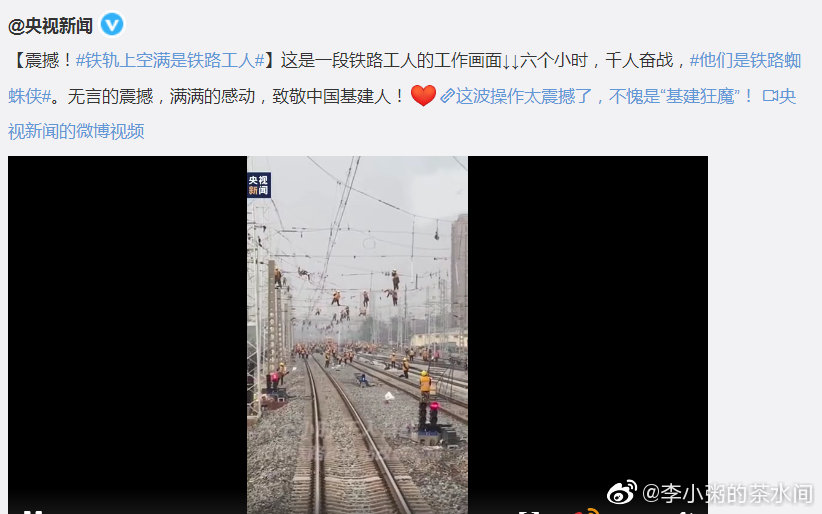 @央视新闻
【震撼！#铁轨上空满是铁路工人#】这是一段铁路工人的工作画面↓↓六个小时，千人奋战，#他们是铁路蜘
蛛侠#。无言的震撼，满满的感动，致敬中国基建人！❤️这波操作太震撼了，不愧是“基建狂魔”！ 央
视新闻的微博视频
央视
新闻
@李小粥的茶水间